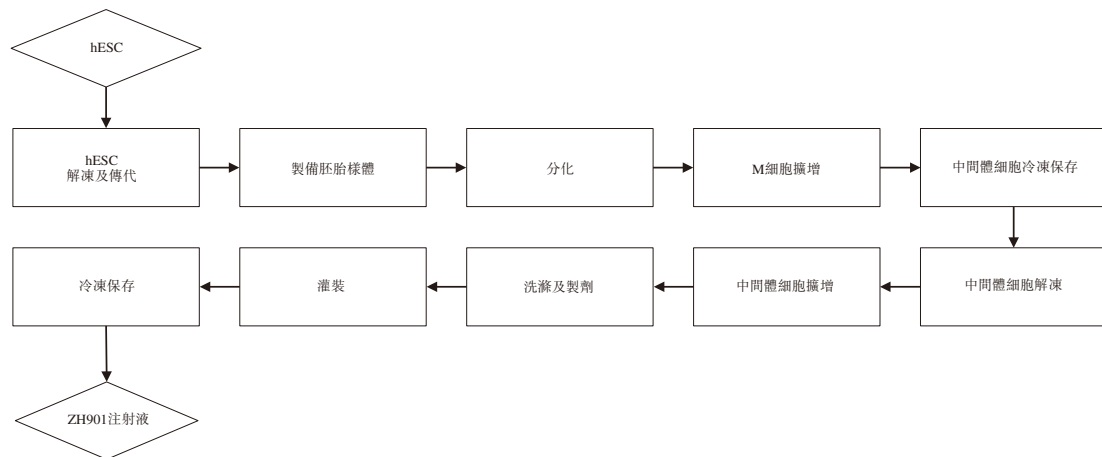 hESC
hESC
解凍及傳代
製備胚胎樣體
分化
M細胞擴增
中間體細胞冷凍保存
冷凍保存
灌裝
洗滌及製劑
中間體細胞擴增
中間體細胞解凍
ZH901注射液